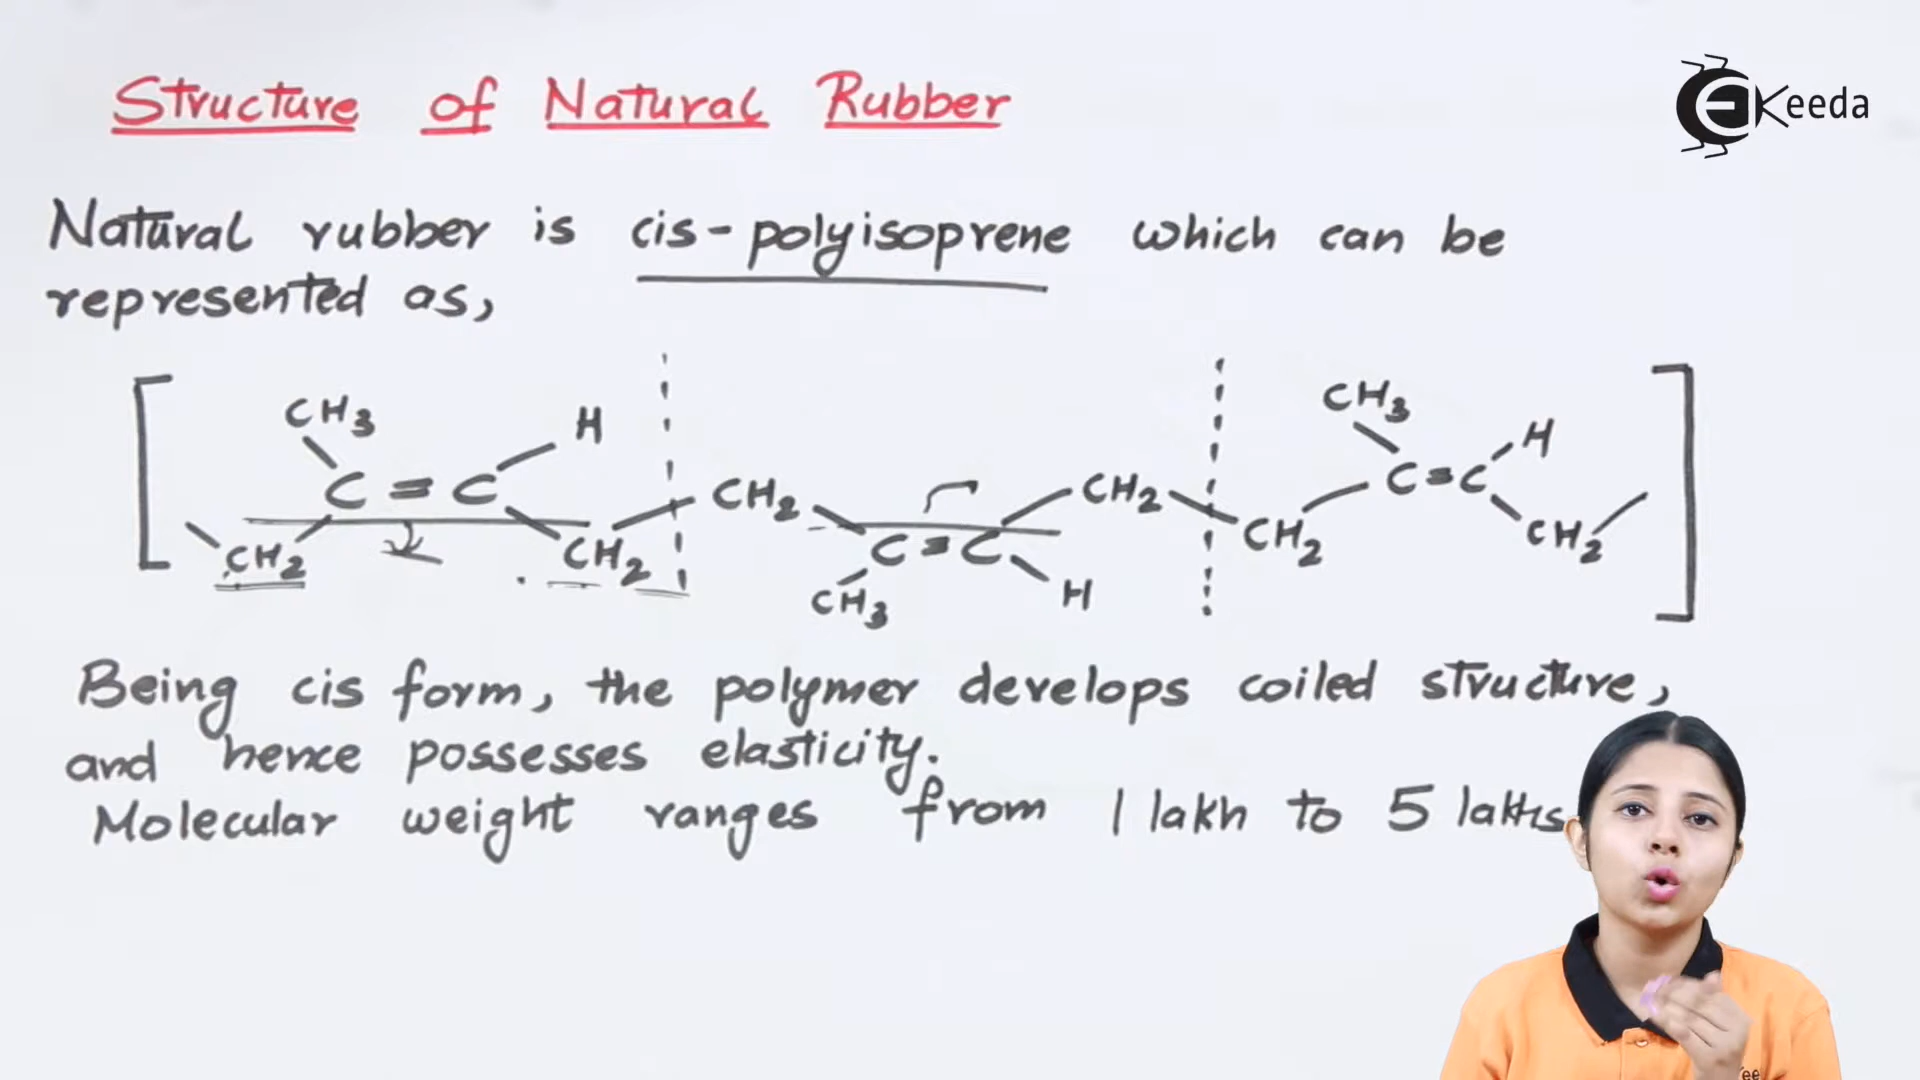 Structure of Natural Rubber
Keeda
Natural rubber is cis-polyisoprene which can be
represented as,
CH3 H CH3 H
C=C CH2 CH2 C=C
CH2 CH2 C=C CH2 CH2
CH3 H
Being cis form, the polymer develops coiled structure,
and hence possesses elasticity.
Molecular weight ranges from 1 lakh to 5 lakhs